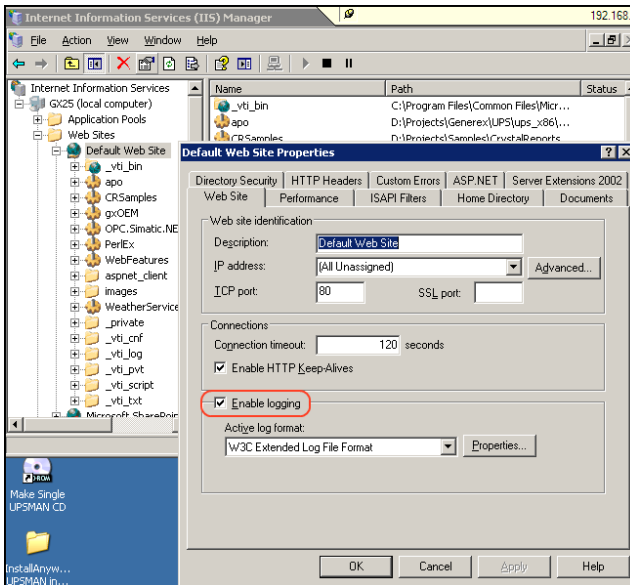 Internet Information Services (IIS) Manager
192.168.
File Action View Window Help
Internet Information Services
GX25 (local computer)
Application Pools
Web Sites
Default Web Site
_vti_bin
apo
CRSamples
gxOEM
OPC.Simatic.NE
PerlEx
WebFeatures
aspnet_client
images
WeatherService
_private
_vti_cnf
_vti_log
_vti_pvt
_vti_script
_vti_txt
Microsoft SharePoin
Name Path Status
_vti_bin C:\Program Files\Common Files\Micr...
apo D:\Projects\Generex\UPS\ups_x86\...
CRSamples D:\Projects\Samples\CrystalReports
Default Web Site Properties
Directory Security HTTP Headers Custom Errors ASP.NET Server Extensions 2002
Web Site Performance ISAPI Filters Home Directory Documents
Web site identification
Description: Default Web Site
IP address: (All Unassigned) Advanced...
TCP port: 80 SSL port:
Connections
Connection timeout: 120 seconds
Enable HTTP Keep-Alives
Enable logging
Active log format:
W3C Extended Log File Format Properties...
OK Cancel Apply Help
Make Single
UPSMAN CD
InstallAnyw...
UPSMAN in...